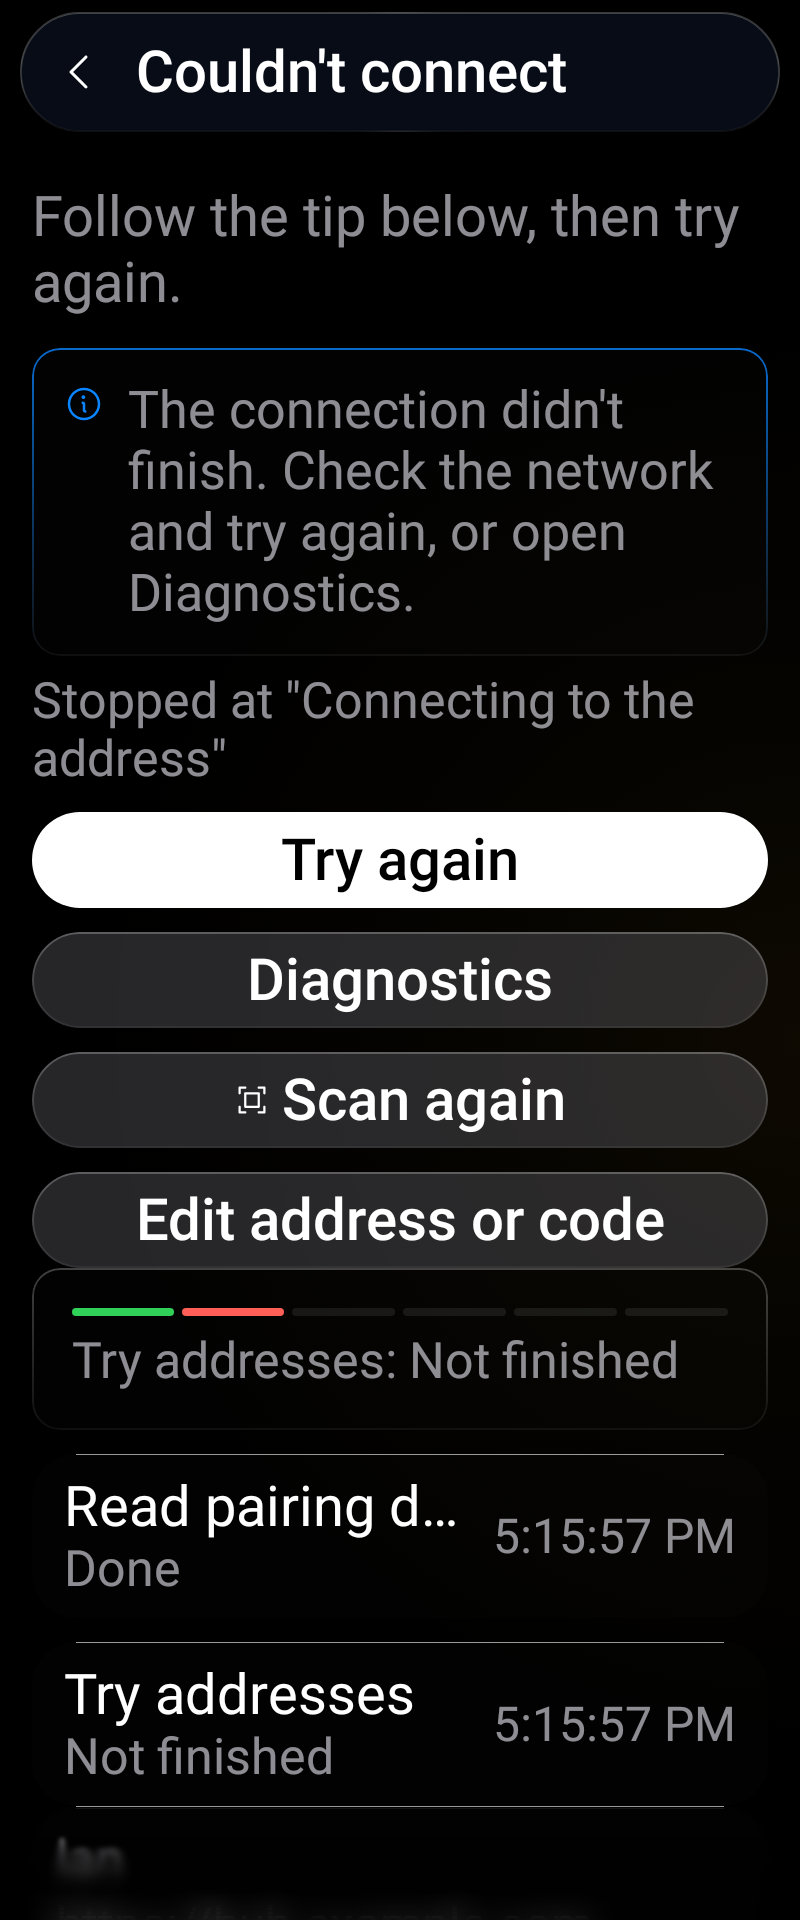 Couldn't connect
Follow the tip below, then try
again.
The connection didn't
finish. Check the network
and try again, or open
Diagnostics.
Stopped at "Connecting to the
address"
Try again
Diagnostics
Scan again
Edit address or code
Try addresses: Not finished
Read pairing d...
Done
5:15:57 PM
Try addresses
Not finished
5:15:57 PM
lan